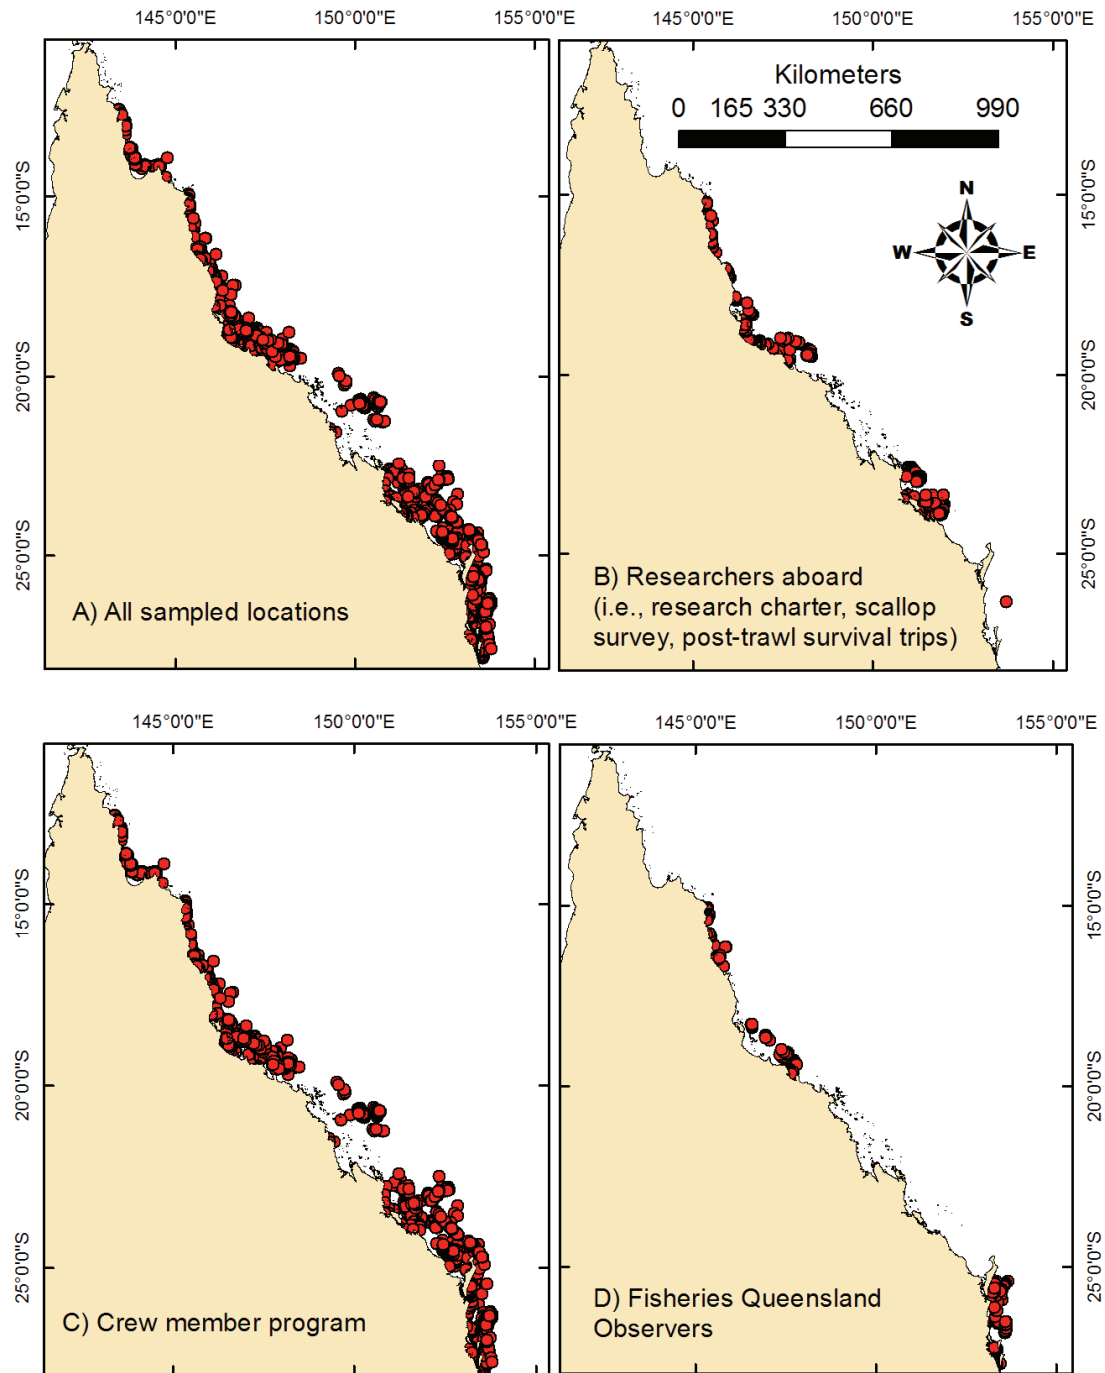 145°0'0"E 150°0'0"E 155°0'0"E
145°0'0"E 150°0'0"E 155°0'0"E
15°0'0"S
20°0'0"S
25°0'0"S
A) All sampled locations
Kilometers
0 165 330 660 990
N
W E
S
15°0'0"S
20°0'0"S
25°0'0"S
B) Researchers aboard
(i.e., research charter, scallop
survey, post-trawl survival trips)
145°0'0"E 150°0'0"E 155°0'0"E
145°0'0"E 150°0'0"E 155°0'0"E
15°0'0"S
20°0'0"S
25°0'0"S
C) Crew member program
15°0'0"S
20°0'0"S
25°0'0"S
D) Fisheries Queensland
Observers